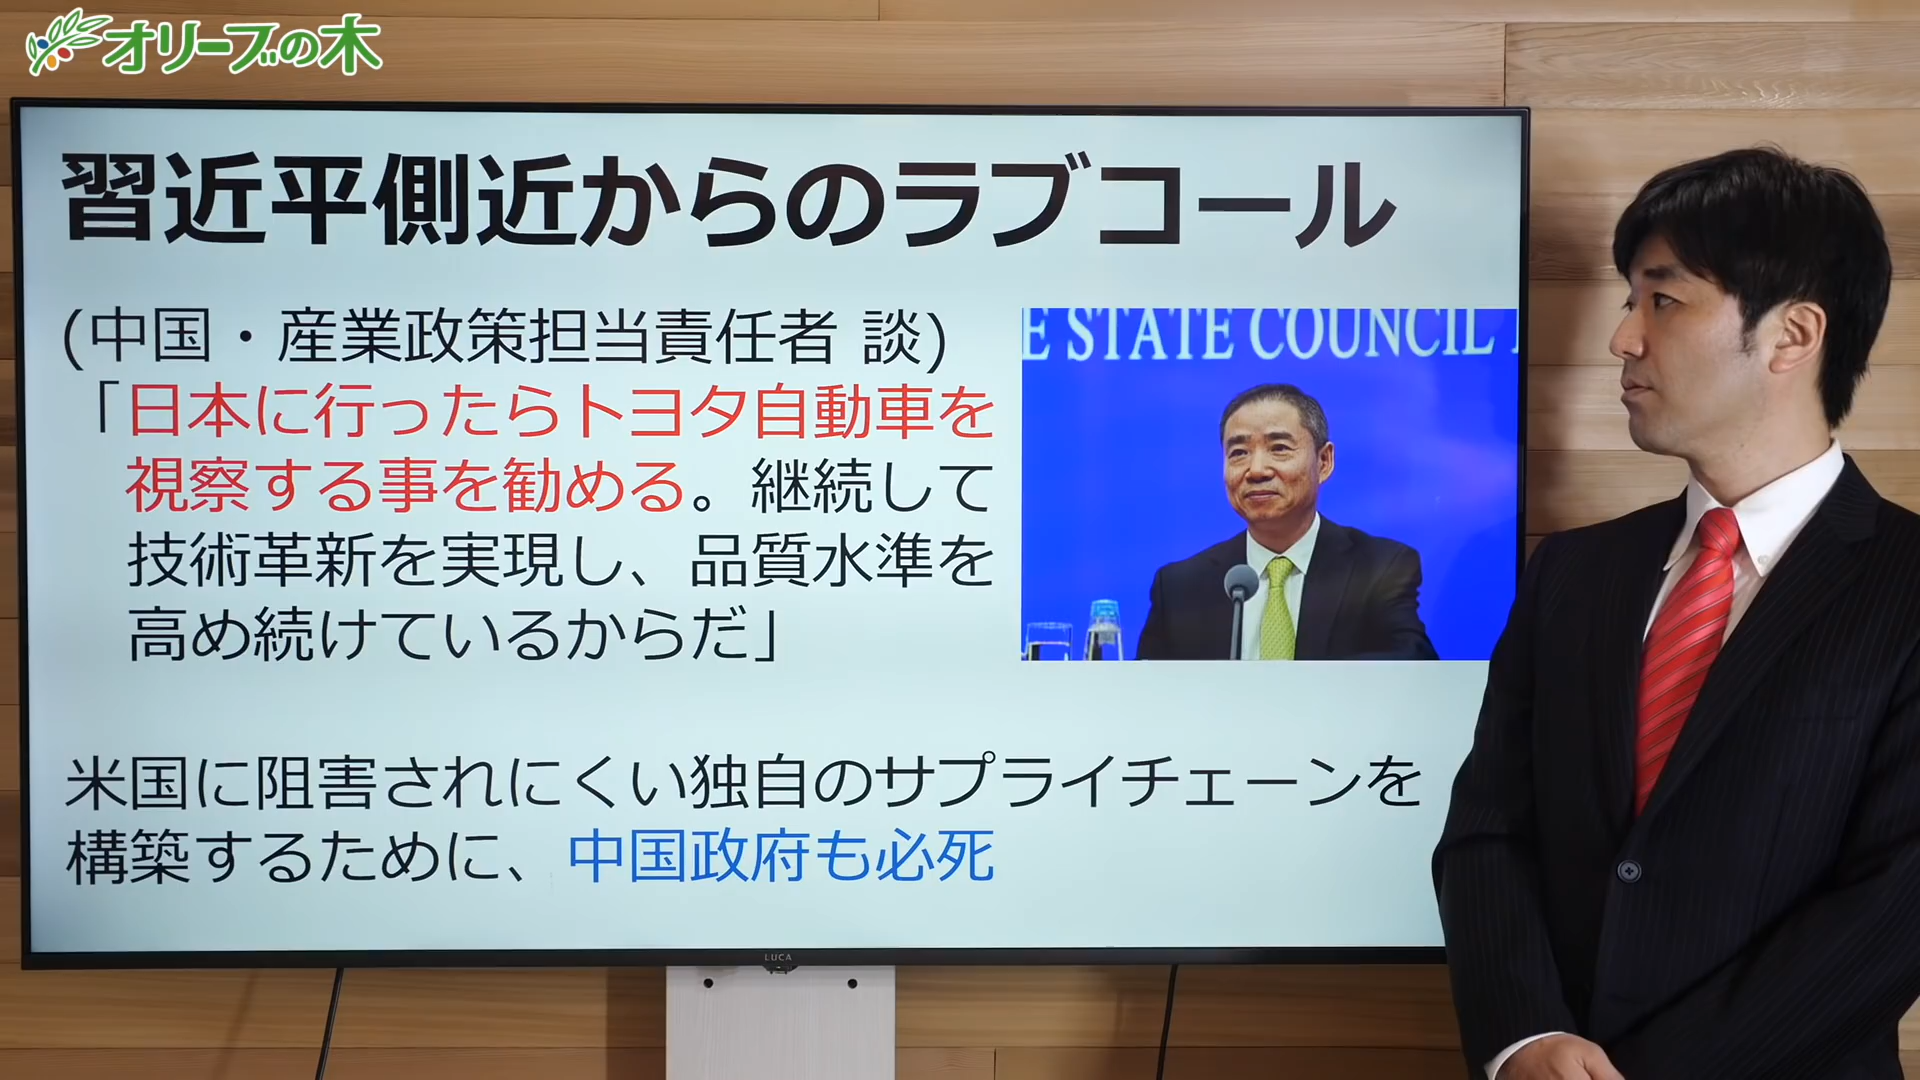 オリーブの木
習近平側近からのラブコール
(中国・産業政策担当責任者 談)
「日本に行ったらトヨタ自動車を
視察する事を勧める。継続して
技術革新を実現し、品質水準を
高め続けているからだ」
E STATE COUNCIL
米国に阻害されにくい独自のサプライチェーンを
構築するために、中国政府も必死
LUCA